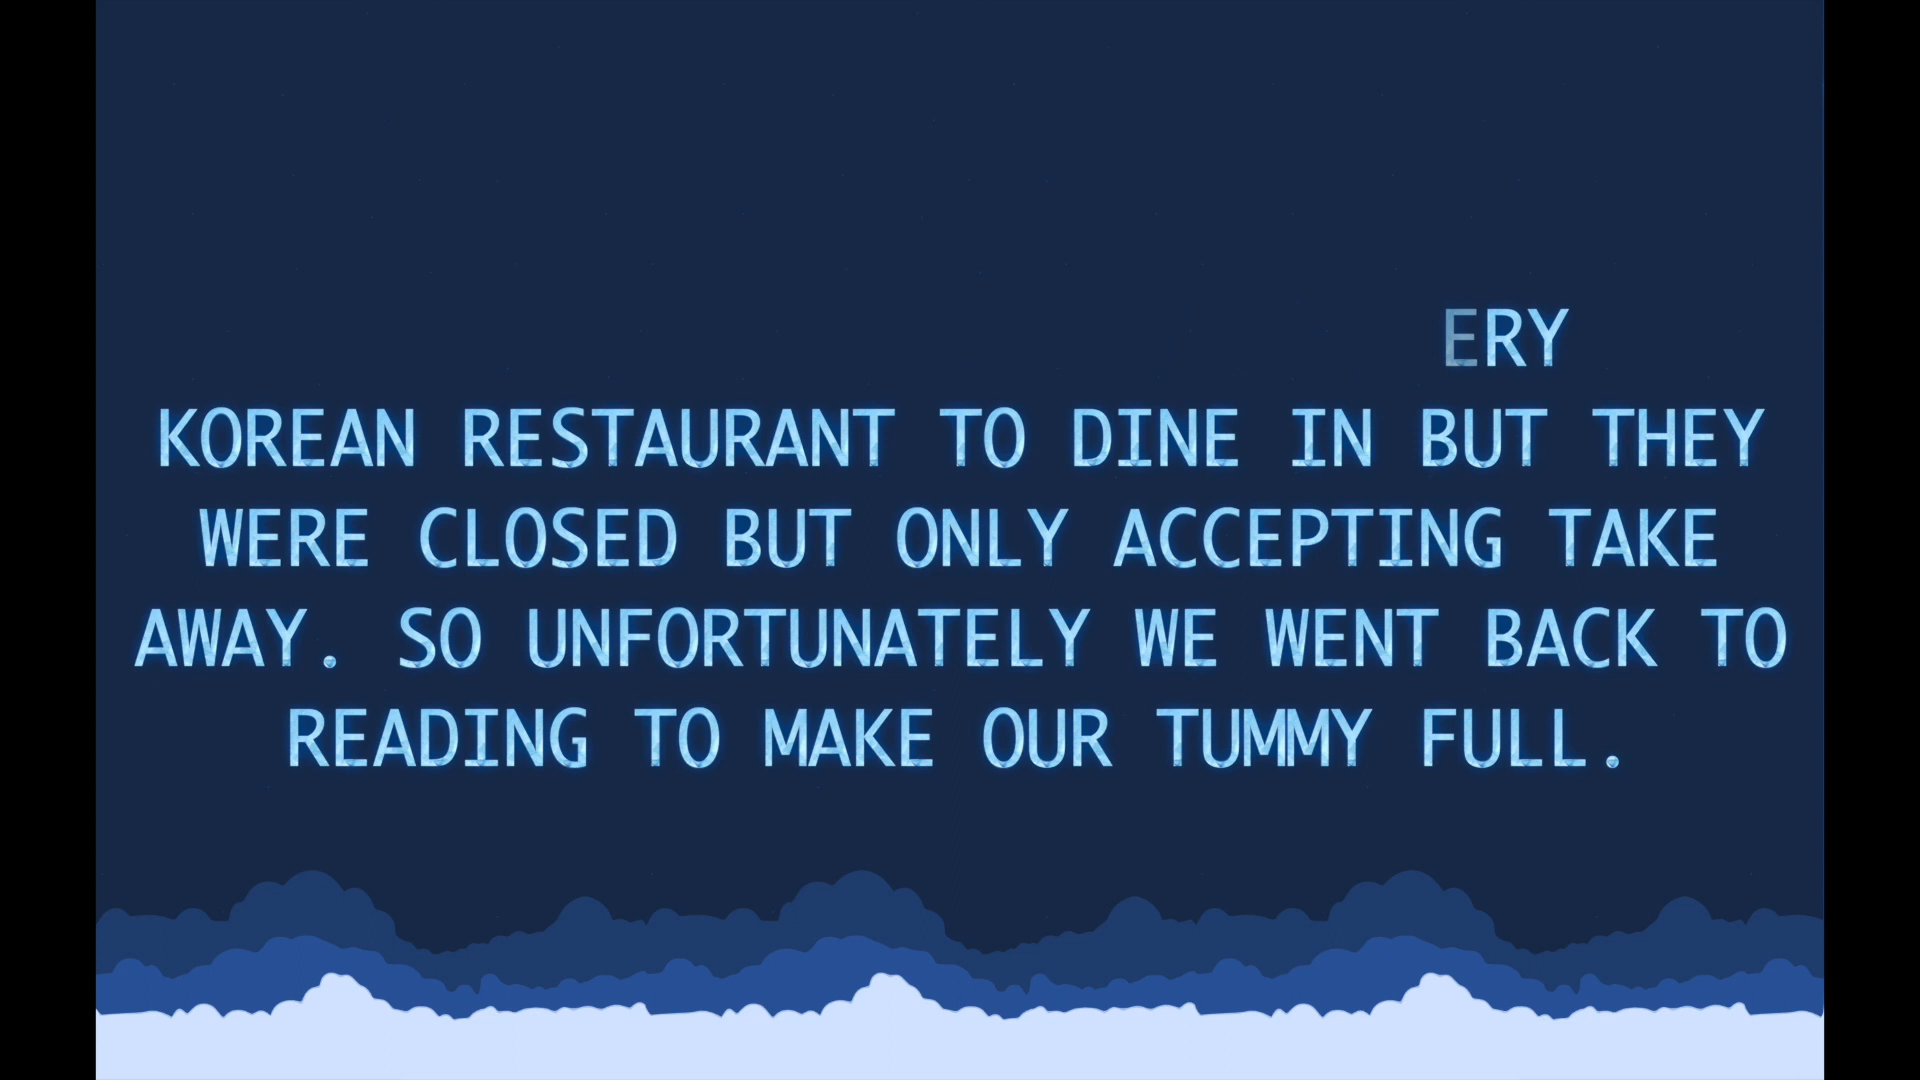 ERY
KOREAN RESTAURANT TO DINE IN BUT THEY
WERE CLOSED BUT ONLY ACCEPTING TAKE
AWAY. SO UNFORTUNATELY WE WENT BACK TO
READING TO MAKE OUR TUMMY FULL.